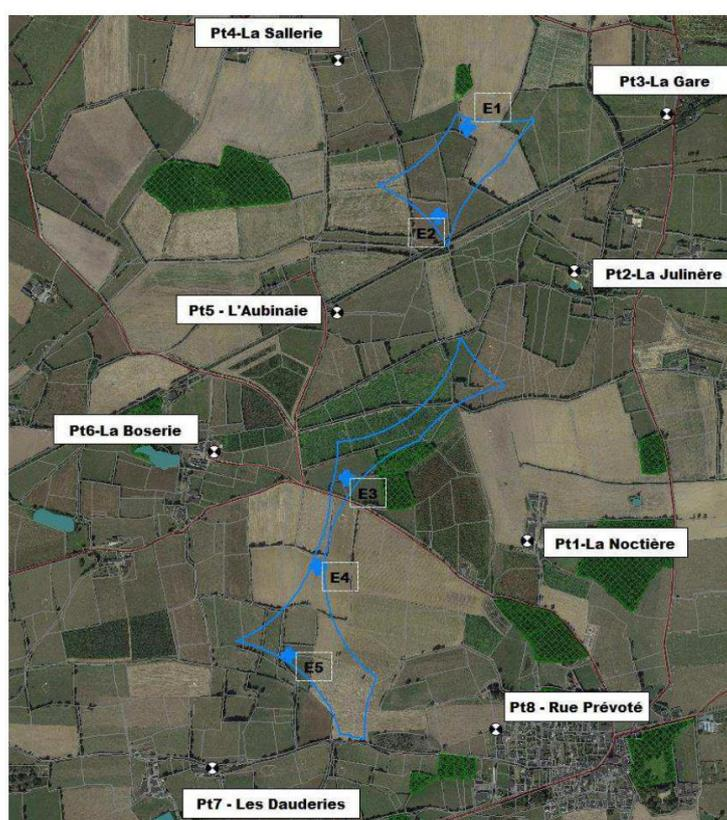 Pt4-La Sallerie
Pt3-La Gare
E1
E2
Pt2-La Julinère
Pt5 - L'Aubinaie
Pt6-La Boserie
E3
Pt1-La Noctière
E4
E5
Pt8 - Rue Prévoté
Pt7 - Les Dauderies